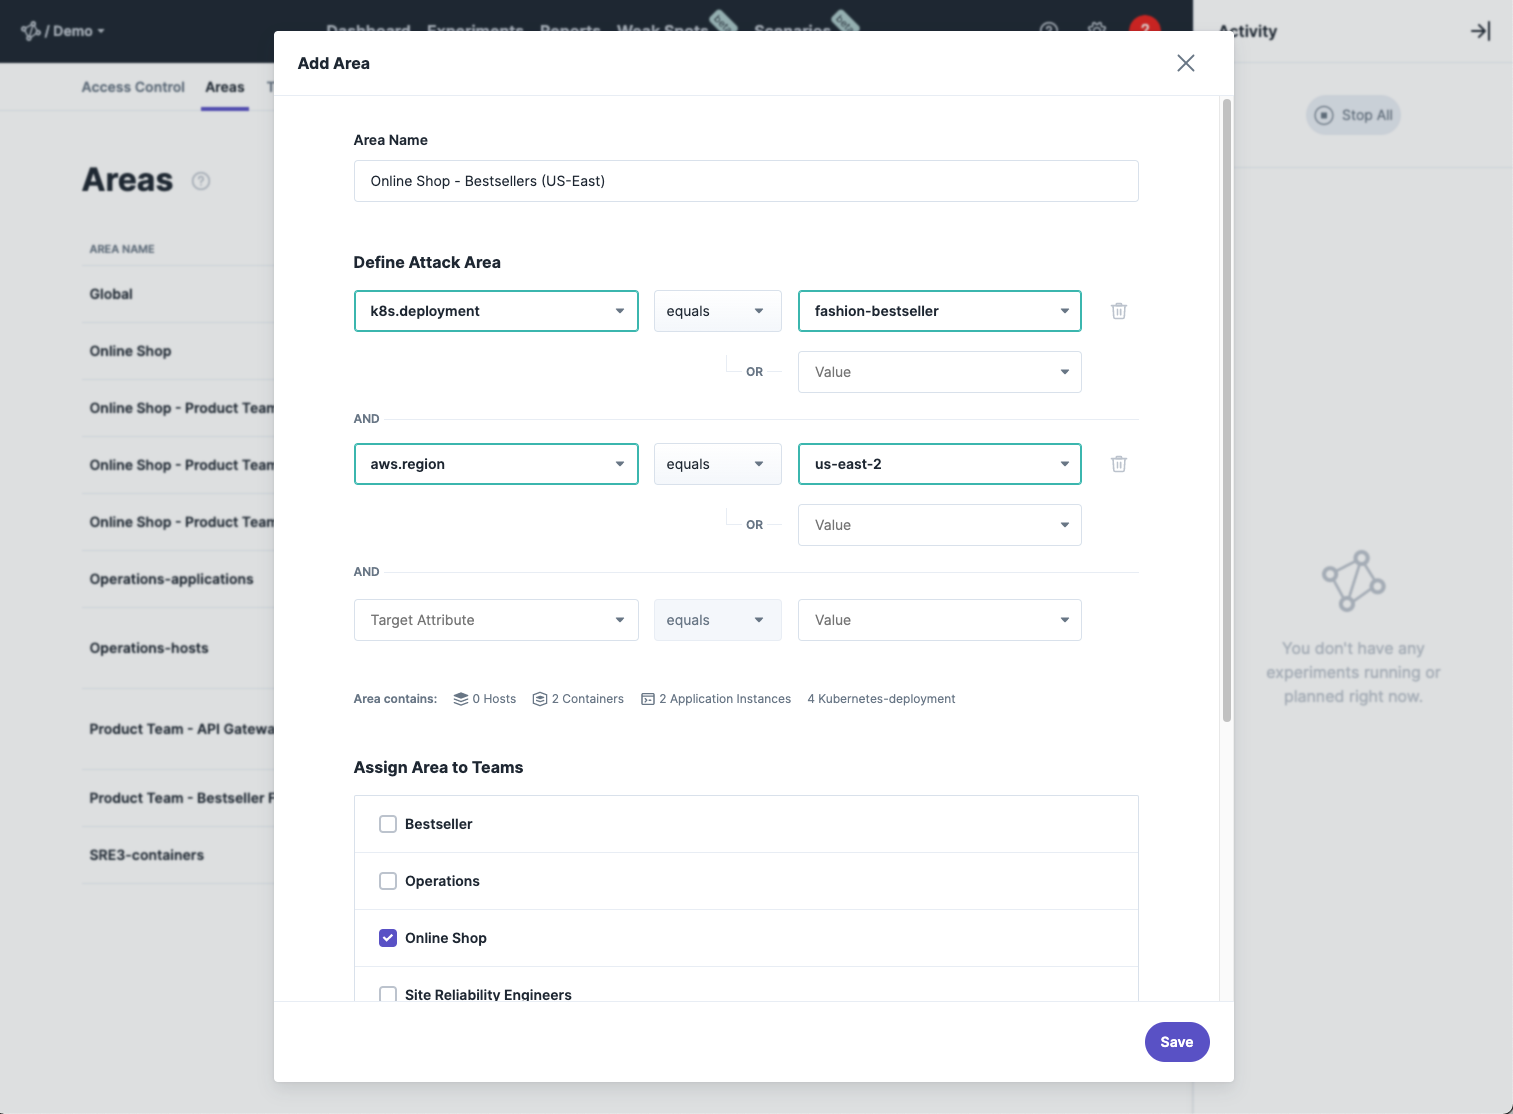 / Demo
Dashboard Experiments Reports Weak Spots beta Scenarios beta
?
2
Activity
Access Control Areas T
Add Area
Stop All
Areas ?
AREA NAME
Global
Online Shop
Online Shop - Product Team
Online Shop - Product Team
Online Shop - Product Team
Operations-applications
Operations-hosts
Product Team - API Gatewa
Product Team - Bestseller F
SRE3-containers
Area Name
Online Shop - Bestsellers (US-East)
Define Attack Area
k8s.deployment equals fashion-bestseller
OR Value
AND
aws.region equals us-east-2
OR Value
AND
Target Attribute equals Value
Area contains: 0 Hosts 2 Containers 2 Application Instances 4 Kubernetes-deployment
Assign Area to Teams
Bestseller
Operations
Online Shop
Site Reliability Engineers
Save
You don't have any
experiments running or
planned right now.